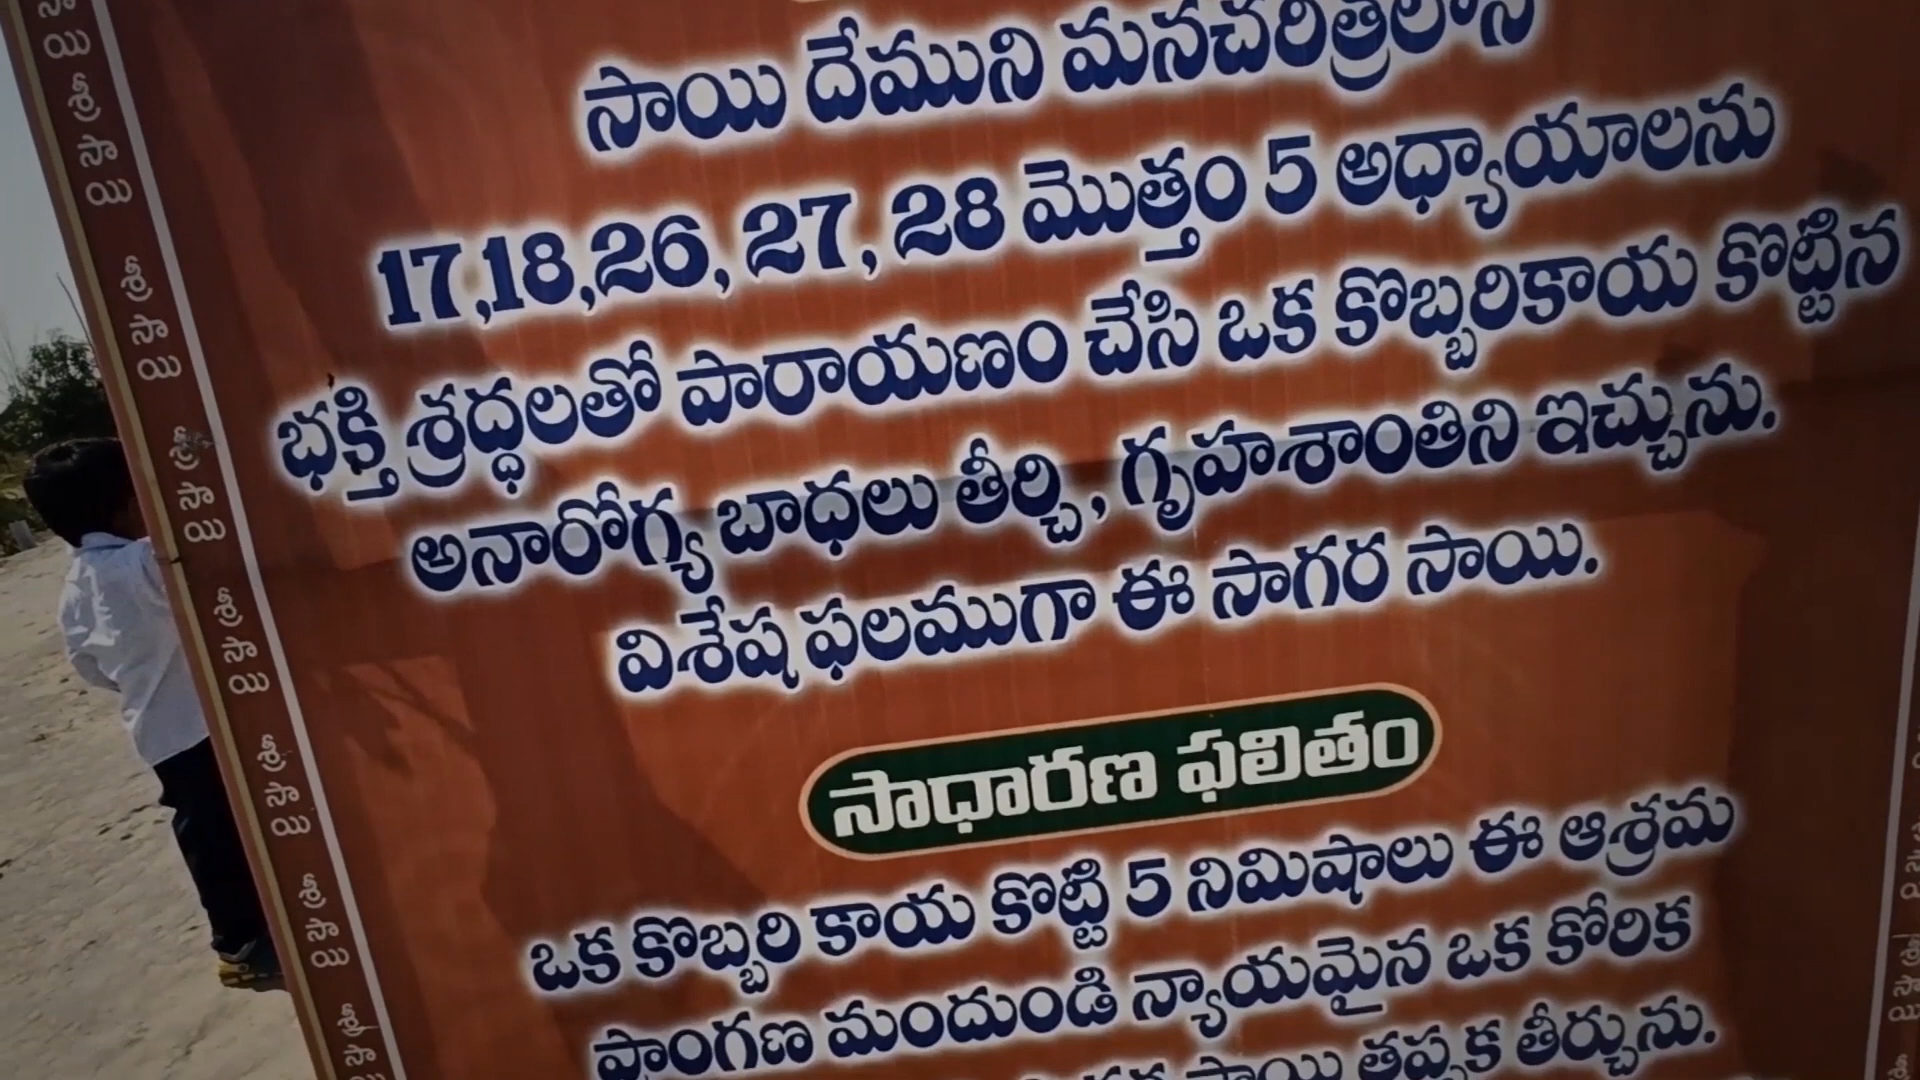 సాయి దేముని మనచరిత్రలోని
17,18,26, 27, 28 మొత్తం 5 అధ్యాయాలను
భక్తి శ్రద్ధలతో పారాయణం చేసి ఒక కొబ్బరికాయ కొట్టిన
అనారోగ్య బాధలు తీర్చి, గృహశాంతిని ఇచ్చును.
విశేష ఫలముగా ఈ సాగర సాయి.
సాధారణ ఫలితం
ఒక కొబ్బరి కాయ కొట్టి 5 నిమిషాలు ఈ ఆశ్రమ
ప్రాంగణ మందుండి న్యాయమైన ఒక కోరిక
సాయి తప్పక తీర్చును.
శ్రీ సాయి
శ్రీ సాయి
శ్రీ సాయి
శ్రీ సాయి
శ్రీ సాయి
శ్రీ సాయి